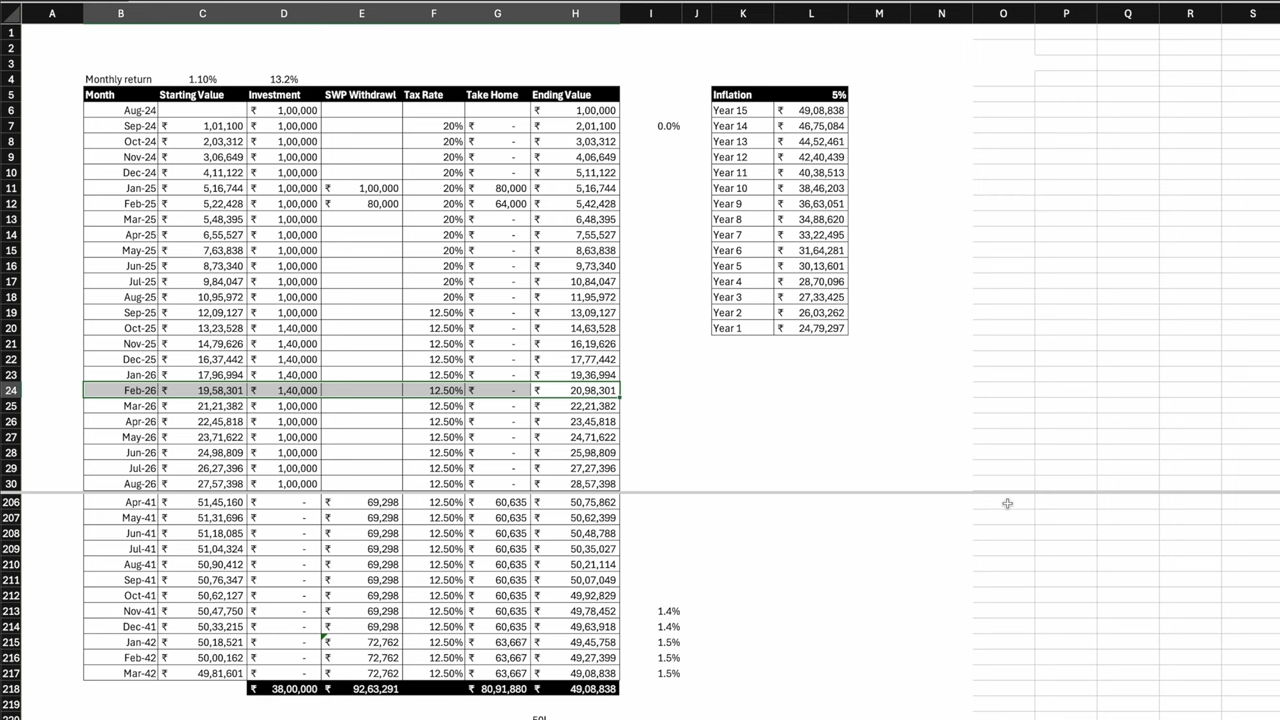 A B C D E F G H I J K L M N O P Q R S
1
2
3
4 Monthly return 1.10% 13.2%
5 Month Starting Value Investment SWP Withdrawl Tax Rate Take Home Ending Value Inflation 5%
6 Aug-24 ₹ 1,00,000 ₹ 1,00,000 Year 15 ₹ 49,08,838
7 Sep-24 ₹ 1,01,100 ₹ 1,00,000 20% ₹ - ₹ 2,01,100 0.0% Year 14 ₹ 46,75,084
8 Oct-24 ₹ 2,03,312 ₹ 1,00,000 20% ₹ - ₹ 3,03,312 Year 13 ₹ 44,52,461
9 Nov-24 ₹ 3,06,649 ₹ 1,00,000 20% ₹ - ₹ 4,06,649 Year 12 ₹ 42,40,439
10 Dec-24 ₹ 4,11,122 ₹ 1,00,000 20% ₹ - ₹ 5,11,122 Year 11 ₹ 40,38,513
11 Jan-25 ₹ 5,16,744 ₹ 1,00,000 ₹ 1,00,000 20% ₹ 80,000 ₹ 5,16,744 Year 10 ₹ 38,46,203
12 Feb-25 ₹ 5,22,428 ₹ 1,00,000 ₹ 80,000 20% ₹ 64,000 ₹ 5,42,428 Year 9 ₹ 36,63,051
13 Mar-25 ₹ 5,48,395 ₹ 1,00,000 20% ₹ - ₹ 6,48,395 Year 8 ₹ 34,88,620
14 Apr-25 ₹ 6,55,527 ₹ 1,00,000 20% ₹ - ₹ 7,55,527 Year 7 ₹ 33,22,495
15 May-25 ₹ 7,63,838 ₹ 1,00,000 20% ₹ - ₹ 8,63,838 Year 6 ₹ 31,64,281
16 Jun-25 ₹ 8,73,340 ₹ 1,00,000 20% ₹ - ₹ 9,73,340 Year 5 ₹ 30,13,601
17 Jul-25 ₹ 9,84,047 ₹ 1,00,000 20% ₹ - ₹ 10,84,047 Year 4 ₹ 28,70,096
18 Aug-25 ₹ 10,95,972 ₹ 1,00,000 20% ₹ - ₹ 11,95,972 Year 3 ₹ 27,33,425
19 Sep-25 ₹ 12,09,127 ₹ 1,00,000 12.50% ₹ - ₹ 13,09,127 Year 2 ₹ 26,03,262
20 Oct-25 ₹ 13,23,528 ₹ 1,40,000 12.50% ₹ - ₹ 14,63,528 Year 1 ₹ 24,79,297
21 Nov-25 ₹ 14,79,626 ₹ 1,40,000 12.50% ₹ - ₹ 16,19,626
22 Dec-25 ₹ 16,37,442 ₹ 1,40,000 12.50% ₹ - ₹ 17,77,442
23 Jan-26 ₹ 17,96,994 ₹ 1,40,000 12.50% ₹ - ₹ 19,36,994
24 Feb-26 ₹ 19,58,301 ₹ 1,40,000 12.50% ₹ - ₹ 20,98,301
25 Mar-26 ₹ 21,21,382 ₹ 1,00,000 12.50% ₹ - ₹ 22,21,382
26 Apr-26 ₹ 22,45,818 ₹ 1,00,000 12.50% ₹ - ₹ 23,45,818
27 May-26 ₹ 23,71,622 ₹ 1,00,000 12.50% ₹ - ₹ 24,71,622
28 Jun-26 ₹ 24,98,809 ₹ 1,00,000 12.50% ₹ - ₹ 25,98,809
29 Jul-26 ₹ 26,27,396 ₹ 1,00,000 12.50% ₹ - ₹ 27,27,396
30 Aug-26 ₹ 27,57,398 ₹ 1,00,000 12.50% ₹ - ₹ 28,57,398
206 Apr-41 ₹ 51,45,160 ₹ - ₹ 69,298 12.50% ₹ 60,635 ₹ 50,75,862
207 May-41 ₹ 51,31,696 ₹ - ₹ 69,298 12.50% ₹ 60,635 ₹ 50,62,399
208 Jun-41 ₹ 51,18,085 ₹ - ₹ 69,298 12.50% ₹ 60,635 ₹ 50,48,788
209 Jul-41 ₹ 51,04,324 ₹ - ₹ 69,298 12.50% ₹ 60,635 ₹ 50,35,027
210 Aug-41 ₹ 50,90,412 ₹ - ₹ 69,298 12.50% ₹ 60,635 ₹ 50,21,114
211 Sep-41 ₹ 50,76,347 ₹ - ₹ 69,298 12.50% ₹ 60,635 ₹ 50,07,049
212 Oct-41 ₹ 50,62,127 ₹ - ₹ 69,298 12.50% ₹ 60,635 ₹ 49,92,829
213 Nov-41 ₹ 50,47,750 ₹ - ₹ 69,298 12.50% ₹ 60,635 ₹ 49,78,452 1.4%
214 Dec-41 ₹ 50,33,215 ₹ - ₹ 69,298 12.50% ₹ 60,635 ₹ 49,63,918 1.4%
215 Jan-42 ₹ 50,18,521 ₹ - ₹ 72,762 12.50% ₹ 63,667 ₹ 49,45,758 1.5%
216 Feb-42 ₹ 50,00,162 ₹ - ₹ 72,762 12.50% ₹ 63,667 ₹ 49,27,399 1.5%
217 Mar-42 ₹ 49,81,601 ₹ - ₹ 72,762 12.50% ₹ 63,667 ₹ 49,08,838 1.5%
218 ₹ 38,00,000 ₹ 92,63,291 ₹ 80,91,880 ₹ 49,08,838
219